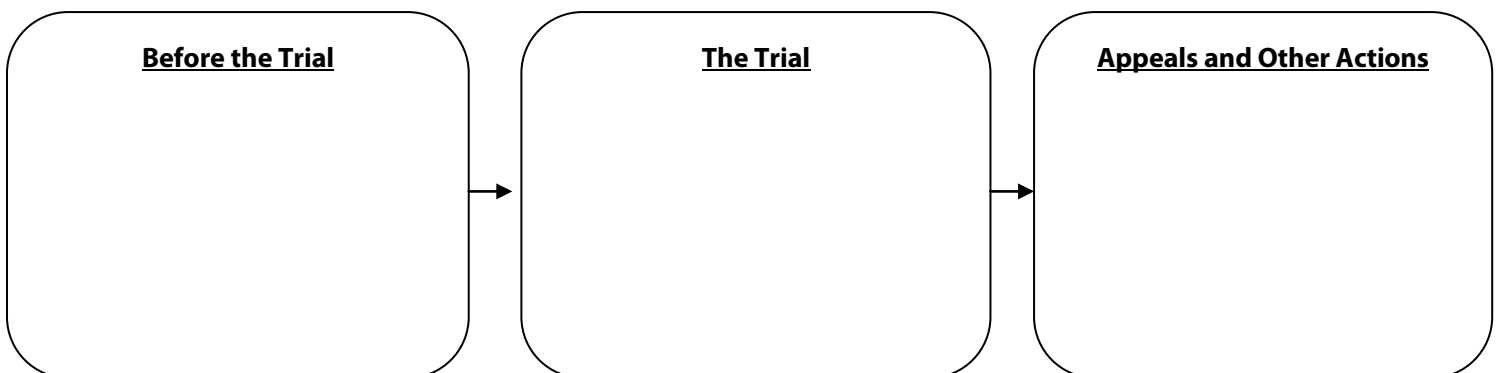 Before the Trial
The Trial
Appeals and Other Actions